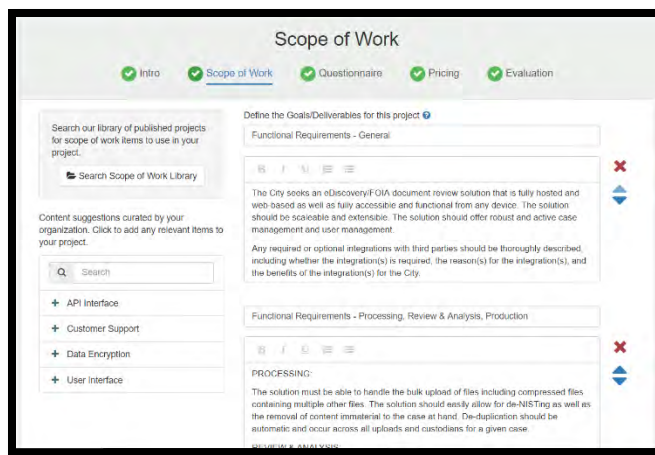 Scope of Work
Intro
Scope of Work
Questionnaire
Pricing
Evaluation
Search our library of published projects
for scope of work items to use in your
project.
Search Scope of Work Library
Content suggestions curated by your
organization. Click to add any relevant items to
your project.
Search
+ API Interface
+ Customer Support
+ Data Encryption
+ User Interface
Define the Goals/Deliverables for this project
Functional Requirements - General
B I U
The City seeks an eDiscovery/FOIA document review solution that is fully hosted and
web-based as well as fully accessible and functional from any device. The solution
should be scaleable and extensible. The solution should offer robust and active case
management and user management.
Any required or optional integrations with third parties should be thoroughly described,
including whether the integration(s) is required, the reason(s) for the integration(s), and
the benefits of the integration(s) for the City.
Functional Requirements - Processing, Review & Analysis, Production
B I U
PROCESSING:
The solution must be able to handle the bulk upload of files including compressed files
containing multiple other files. The solution should easily allow for de-NISTing as well as
the removal of content immaterial to the case at hand. De-duplication should be
automatic and occur across all uploads and custodians for a given case.
REVIEW & ANALYSIS: